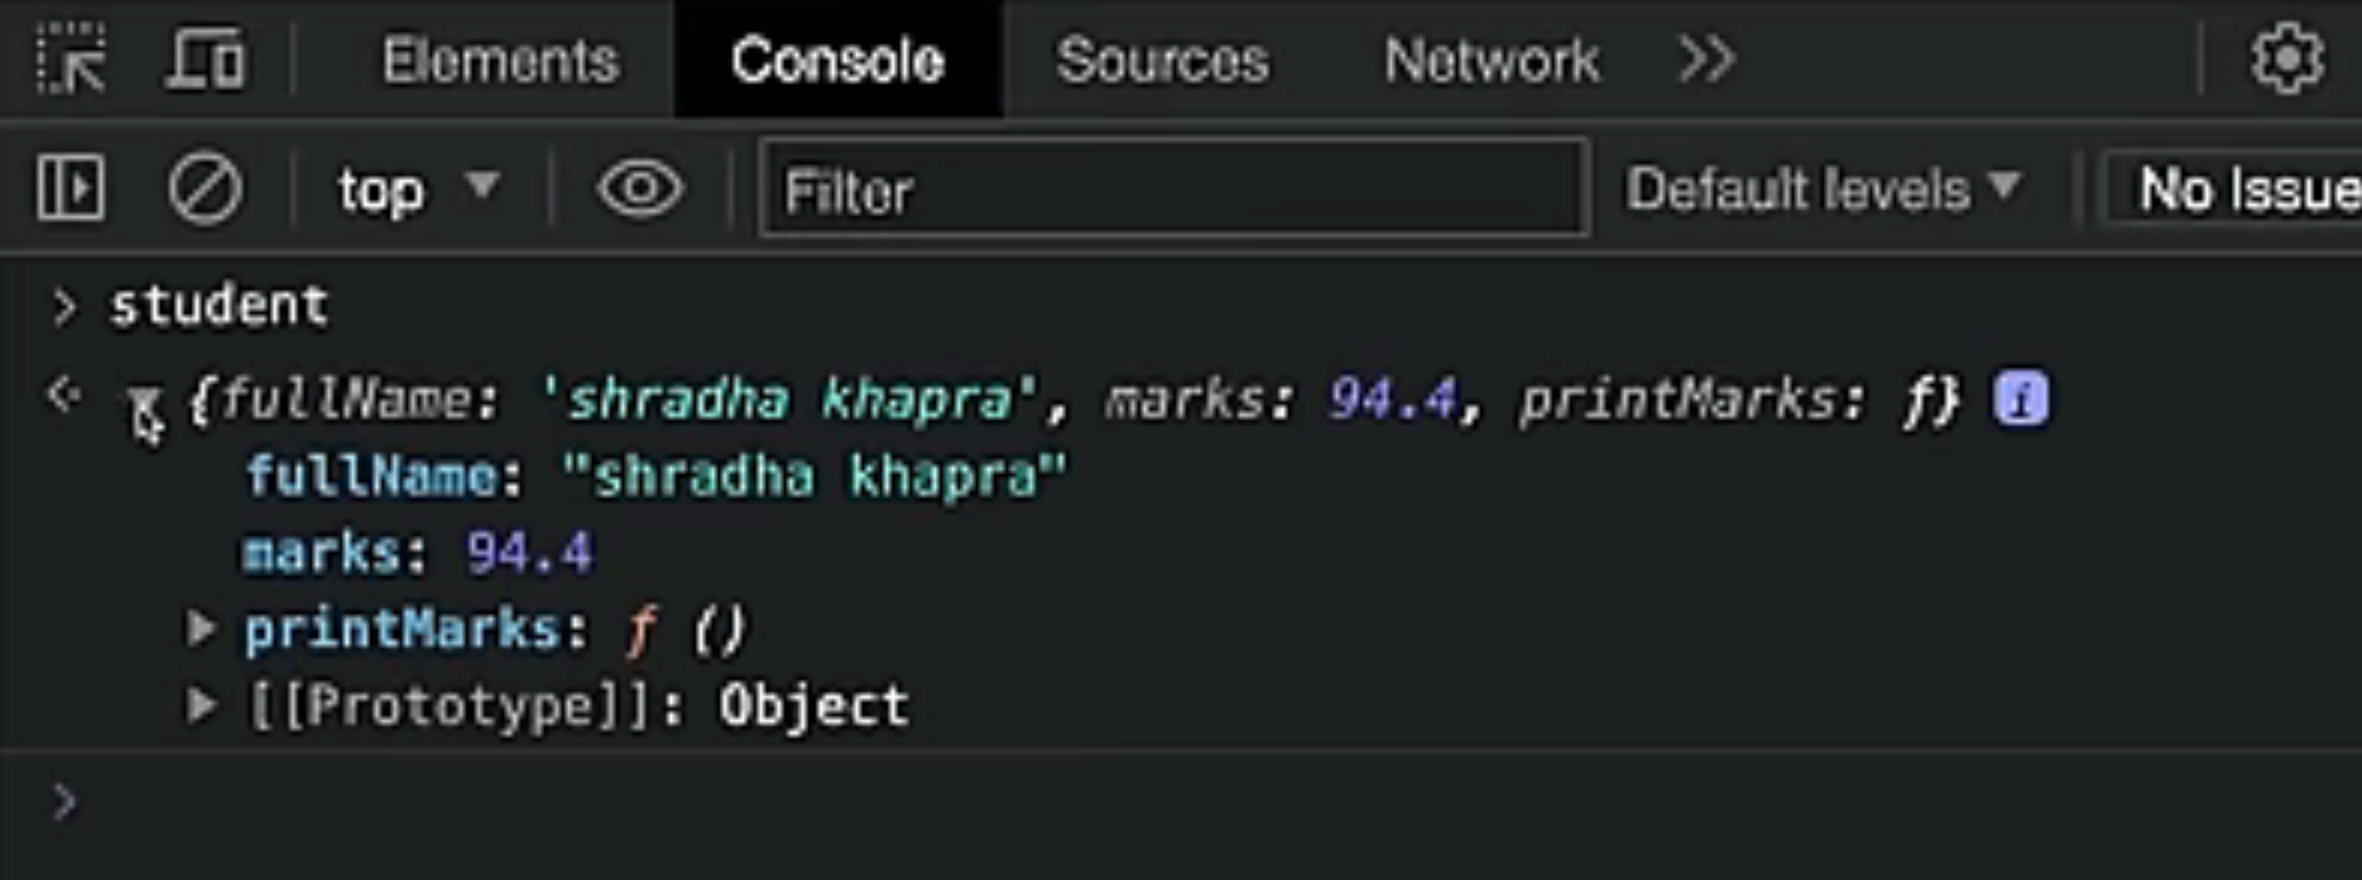 Elements Console Sources Network
top Filter Default levels No Issue
> student
{fullName: 'shradha khapra', marks: 94.4, printMarks: ƒ} i
fullName: "shradha khapra"
marks: 94.4
printMarks: ƒ ()
[[Prototype]]: Object
>